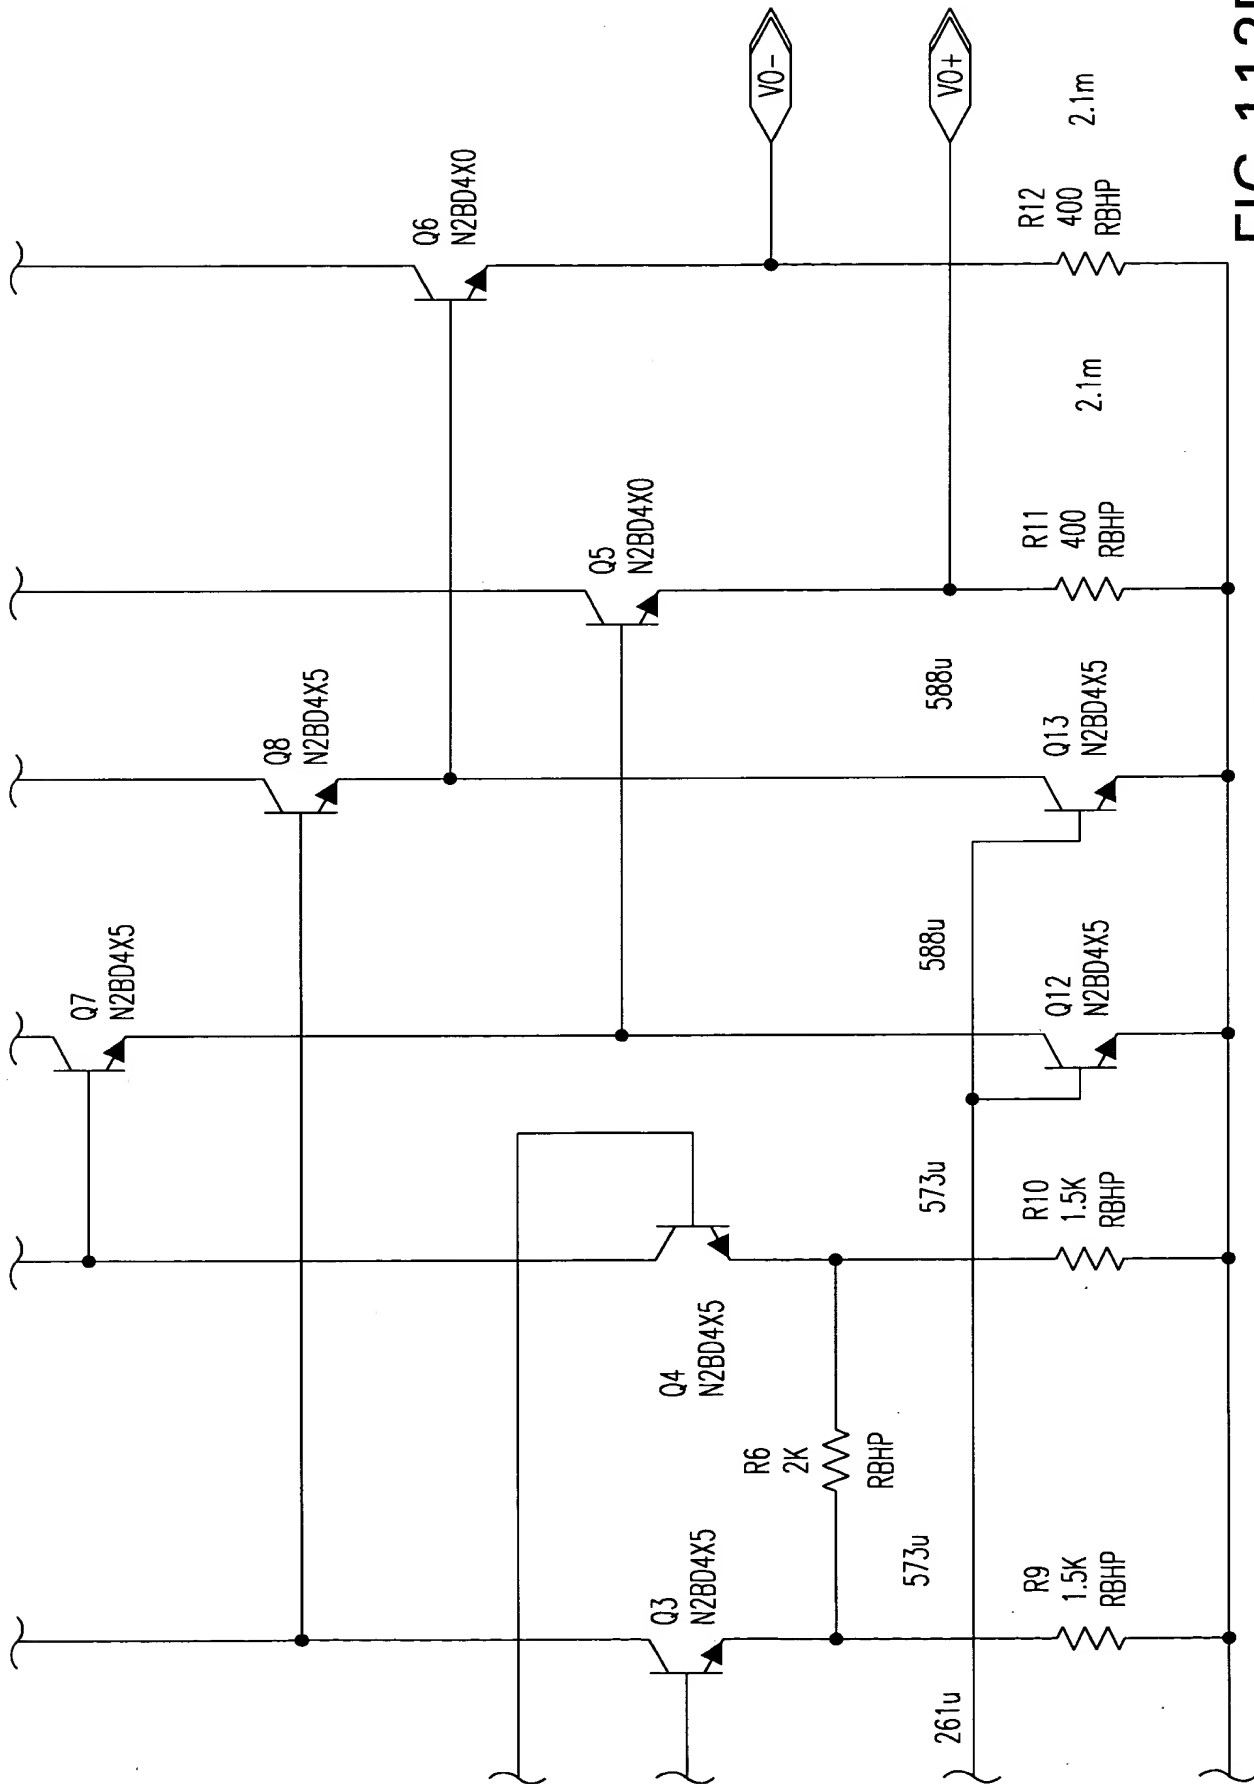 Q6
N2BD4X0
VO-
VO+
Q8
N2BD4X5
Q5
N2BD4X0
Q7
N2BD4X5
Q4
N2BD4X5
Q3
N2BD4X5
R6
2K
RBHP
261u
573u
573u
588u
588u
R9
1.5K
RBHP
R10
1.5K
RBHP
Q12
N2BD4X5
Q13
N2BD4X5
R11
400
RBHP
2.1m
R12
400
RBHP
2.1m